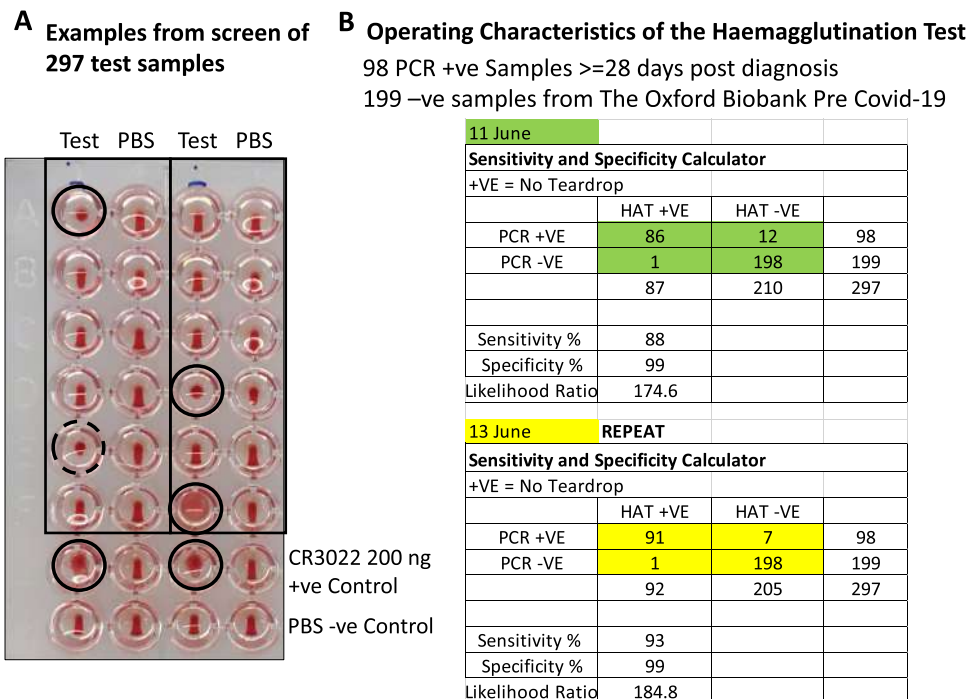 A
Examples from screen of
297 test samples
Test PBS Test PBS
CR3022 200 ng
+ve Control
PBS -ve Control
B
Operating Characteristics of the Haemagglutination Test
98 PCR +ve Samples >=28 days post diagnosis
199 –ve samples from The Oxford Biobank Pre Covid-19
11 June
Sensitivity and Specificity Calculator
+VE = No Teardrop
HAT +VE HAT -VE
PCR +VE 86 12 98
PCR -VE 1 198 199
87 210 297
Sensitivity % 88
Specificity % 99
Likelihood Ratio 174.6
13 June REPEAT
Sensitivity and Specificity Calculator
+VE = No Teardrop
HAT +VE HAT -VE
PCR +VE 91 7 98
PCR -VE 1 198 199
92 205 297
Sensitivity % 93
Specificity % 99
Likelihood Ratio 184.8